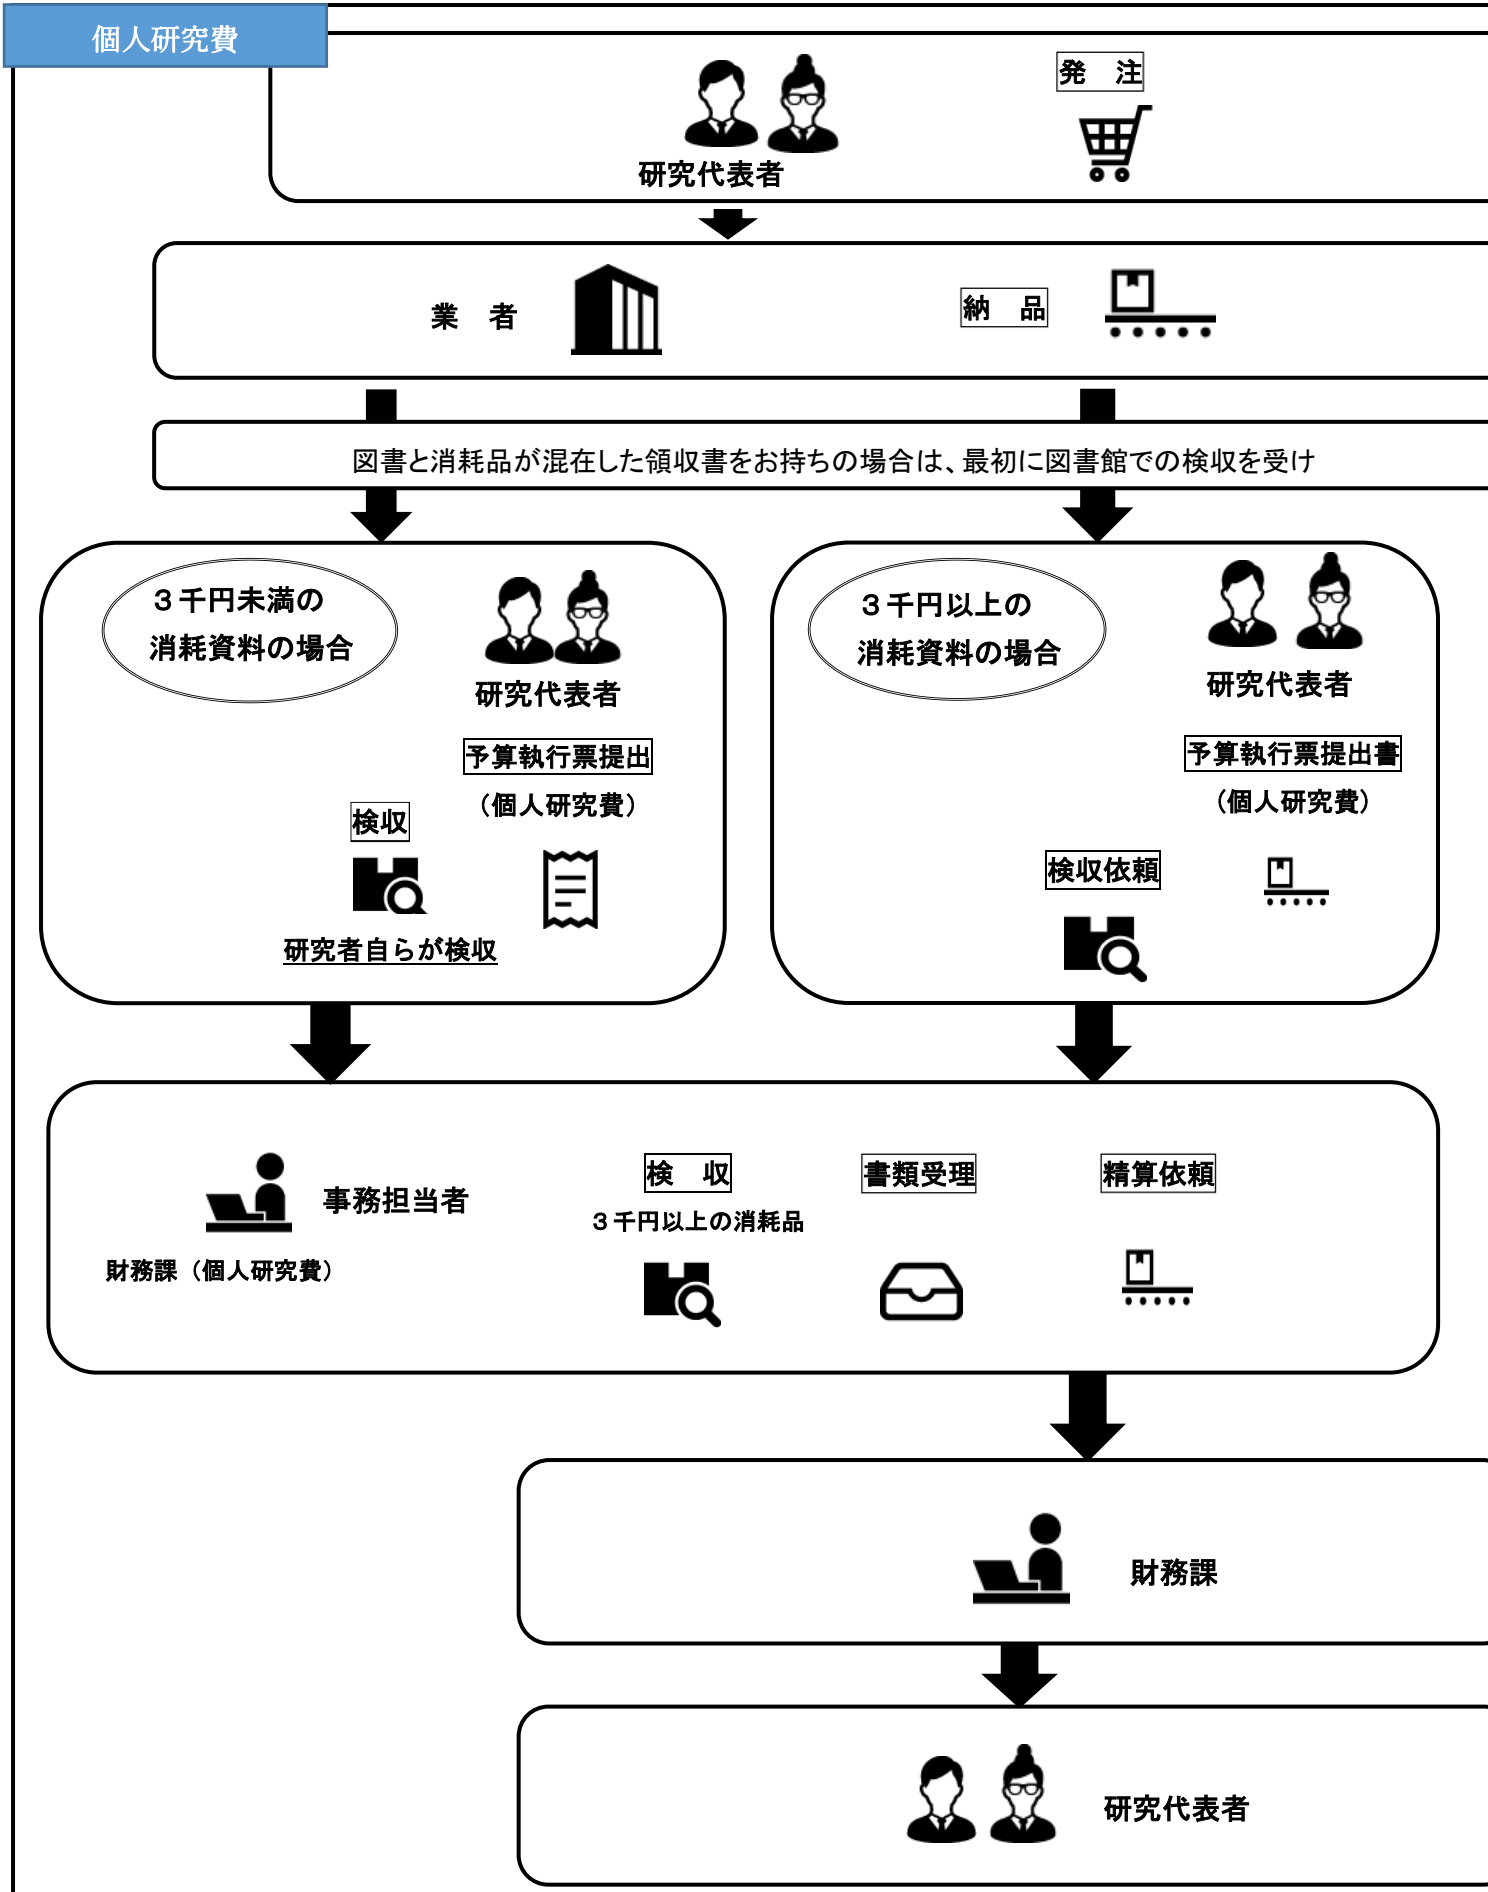 個人研究費
発　注
研究代表者
業　者
納　品
図書と消耗品が混在した領収書をお持ちの場合は、最初に図書館での検収を受け
３千円未満の
消耗資料の場合
研究代表者
予算執行票提出
（個人研究費）
検収
研究者自らが検収
３千円以上の
消耗資料の場合
研究代表者
予算執行票提出書
（個人研究費）
検収依頼
事務担当者
財務課（個人研究費）
検　収
３千円以上の消耗品
書類受理
精算依頼
財務課
研究代表者